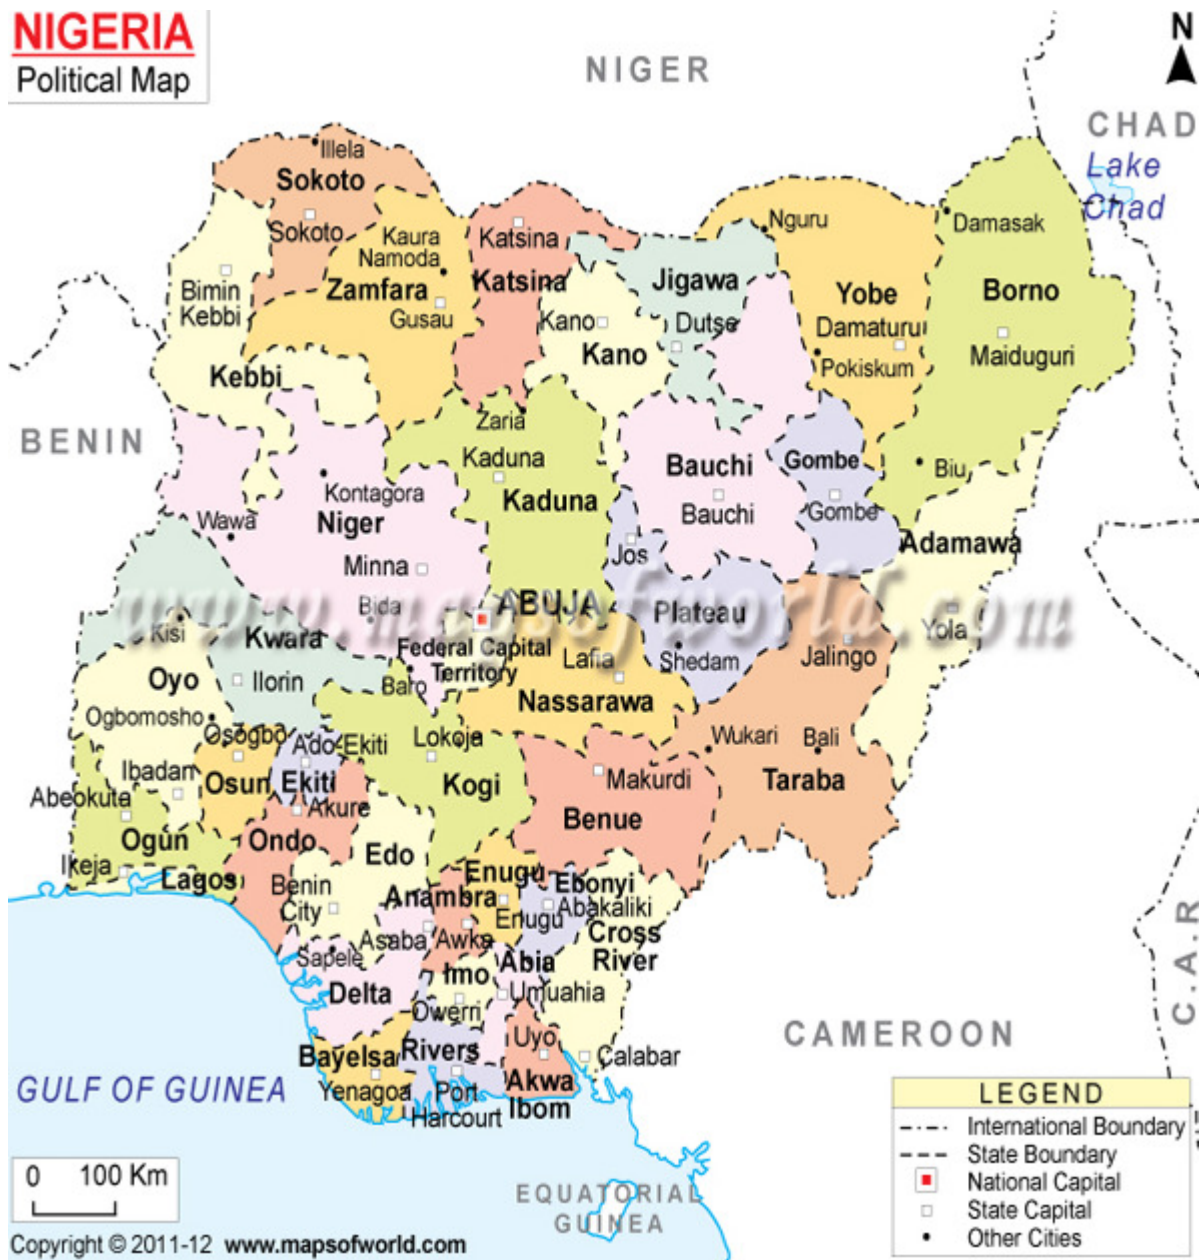 NIGERIA
Political Map
N
NIGER
CHAD
Lake
Chad
Illela
Sokoto
Sokoto
Kaura
Namoda
Zamfara
Gusau
Katsina
Katsina
Nguru
Damasak
Jigawa
Yobe
Borno
Bimin
Kebbi
Kebbi
Kano
Kano
Dutse
Damaturu
Pokiskum
Maiduguri
BENIN
Zaria
Kaduna
Kaduna
Bauchi
Bauchi
Gombe
Gombe
Biu
Kontagora
Niger
Wawa
Minna
Bida
Jos
Adamawa
www.mapsofworld.com
ABUJA
Federal Capital
Territory
Plateau
Shedam
Yola
Jalingo
Kisi
Kwara
Ilorin
Baro
Lafia
Nassarawa
Oyo
Ogbomosho
Osogbo
Ado-Ekiti
Lokoja
Wukari
Bali
Ibadan
Osun
Ekiti
Kogi
Makurdi
Taraba
Abeokuta
Akure
Benue
Ogun
Ondo
Edo
Ikeja
Lagos
Benin
City
Enugu
Enugu
Ebonyi
Abakaliki
Anambra
Asaba
Awka
Cross
River
Sapele
Delta
Imo
Owerri
Abia
Umuahia
Bayelsa
Yenagoa
Rivers
Port
Harcourt
Uyo
Akwa
Ibom
Calabar
CAMEROON
C.A.R
GULF OF GUINEA
EQUATORIAL
GUINEA
LEGEND
International Boundary
State Boundary
National Capital
State Capital
Other Cities
0 100 Km
Copyright © 2011-12 www.mapsofworld.com